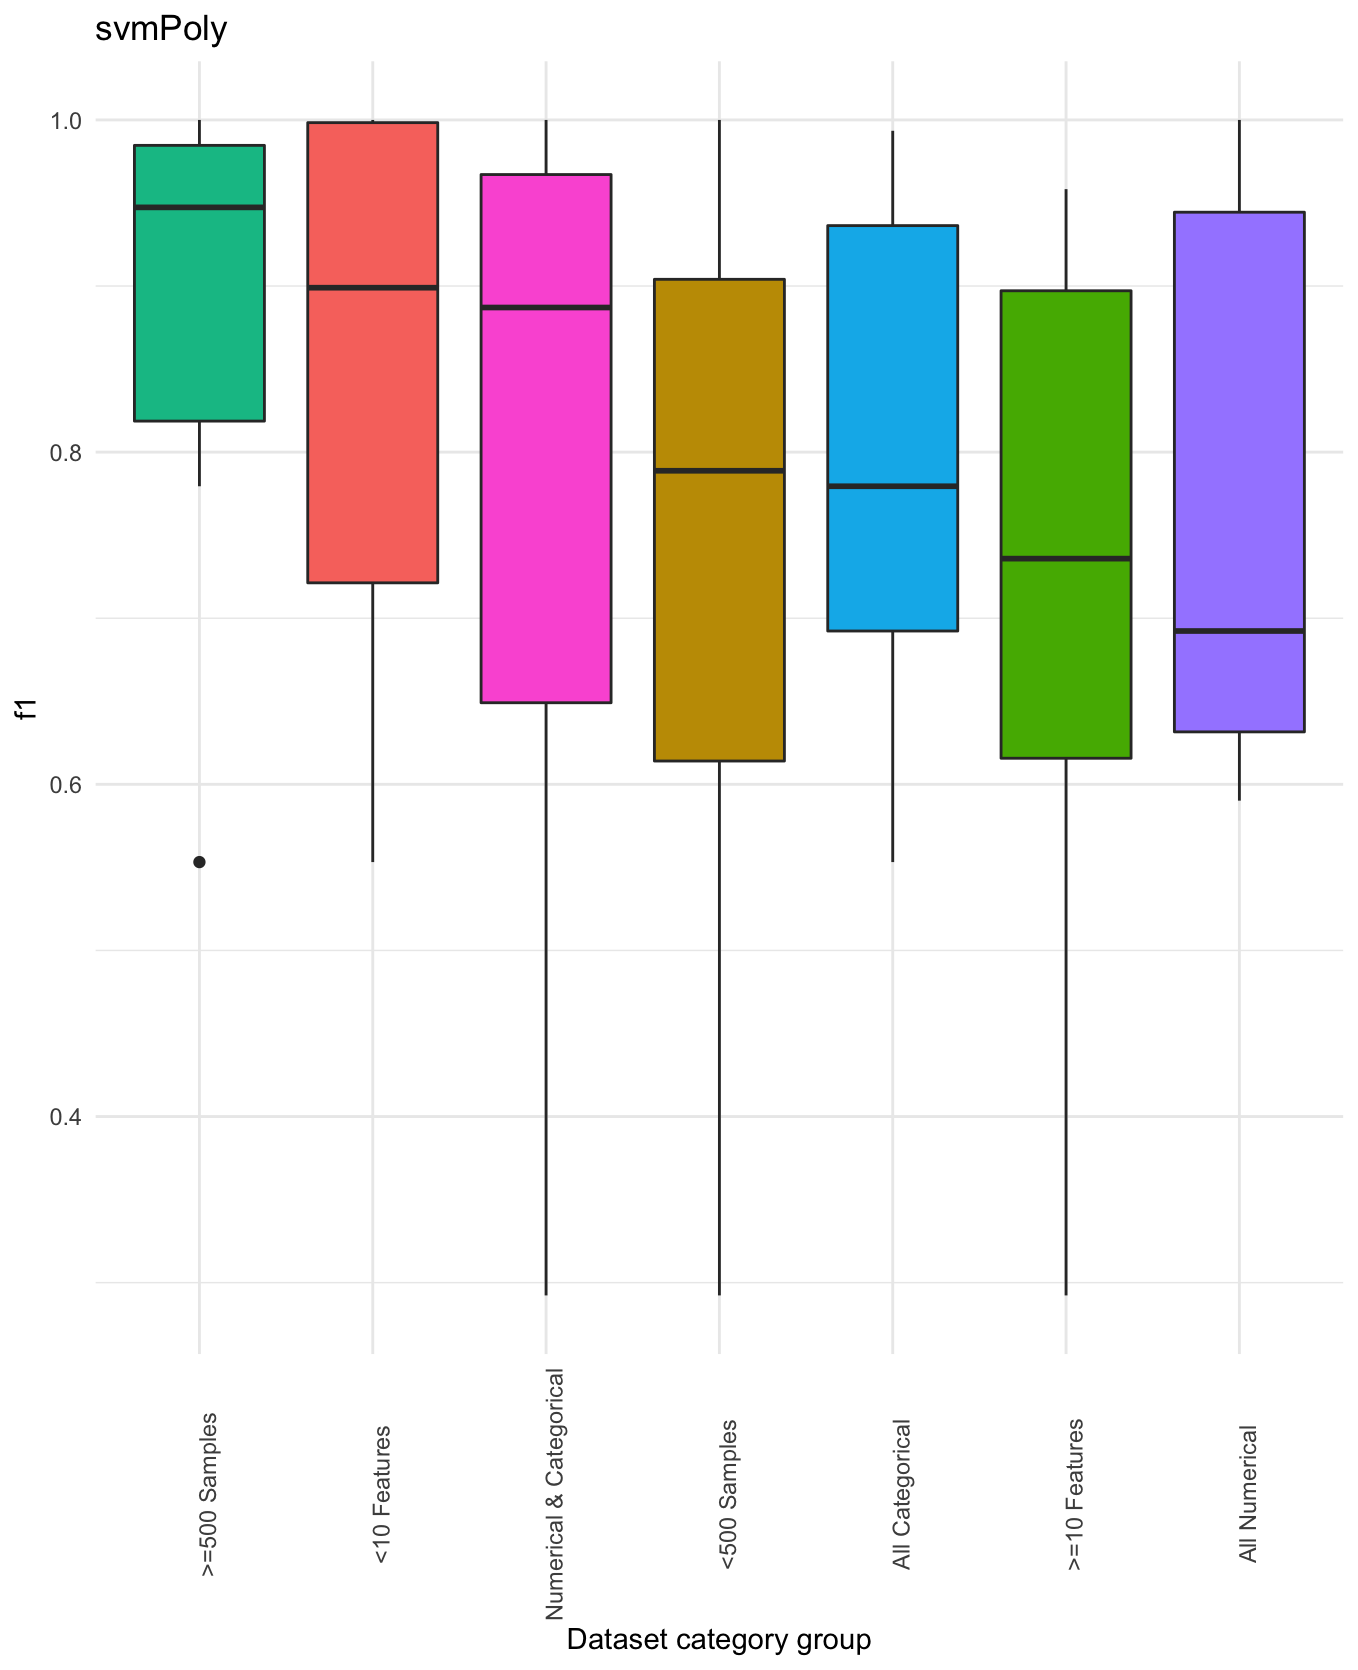 svmPoly
1.0
0.8
0.6
0.4
f1
>=500 Samples
<10 Features
Numerical & Categorical
<500 Samples
All Categorical
>=10 Features
All Numerical
Dataset category group